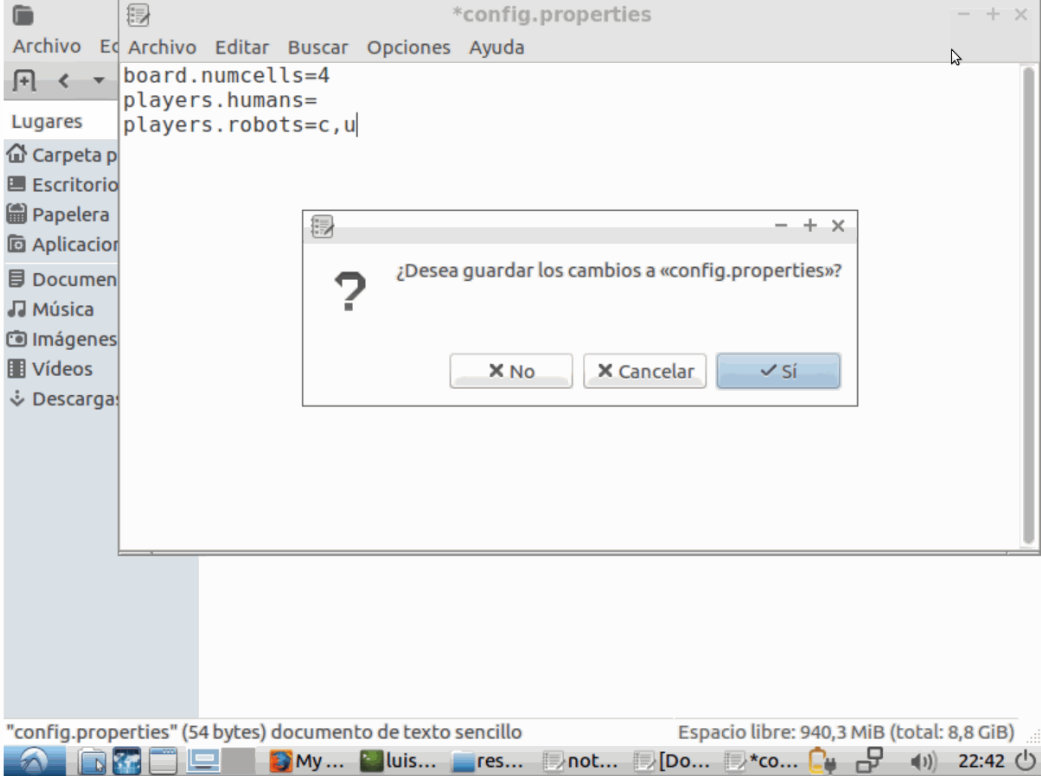 *config.properties
Archivo
Archivo Editar Buscar Opciones Ayuda
board.numcells=4
players.humans=
players.robots=c,u
Lugares
Carpeta p
Escritorio
Papelera
Aplicacion
Documen
Música
Imágenes
Vídeos
Descargas
¿Desea guardar los cambios a «config.properties»?
No Cancelar Sí
"config.properties" (54 bytes) documento de texto sencillo Espacio libre: 940,3 MiB (total: 8,8 GiB)
My ... luis... res... not... [Do... *co... 22:42